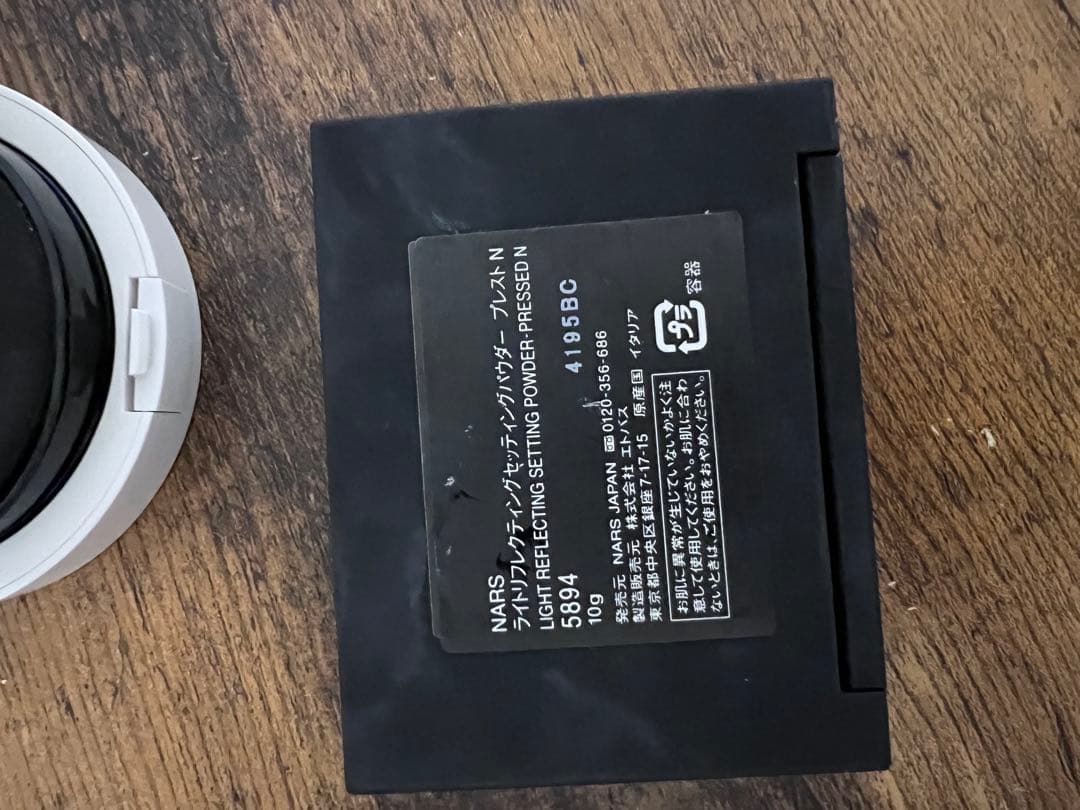 NARS
ライトリフレクティングセッティングパウダー プレスト N
LIGHT REFLECTING SETTING POWDER-PRESSED N
5894
4195BC
10g
発売元 NARS JAPAN 0120-356-686
製造販売元 株式会社 エトバス
東京都中央区銀座7-17-15 原産国 イタリア
お肌に異常が生じていないかよく注
意して使用してください。お肌に合わ
ないときは、ご使用をおやめください。
プラ
容器